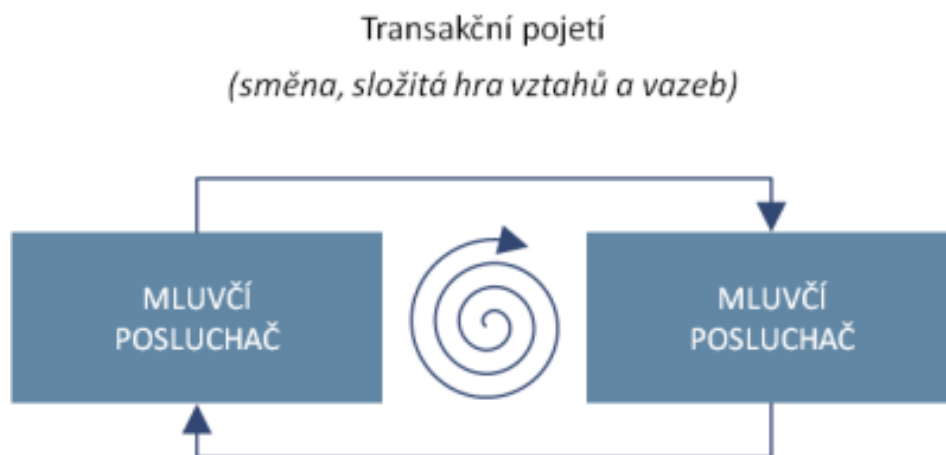 Transakční pojetí
(směna, složitá hra vztahů a vazeb)
MLUVČÍ
POSLUCHAČ
MLUVČÍ
POSLUCHAČ